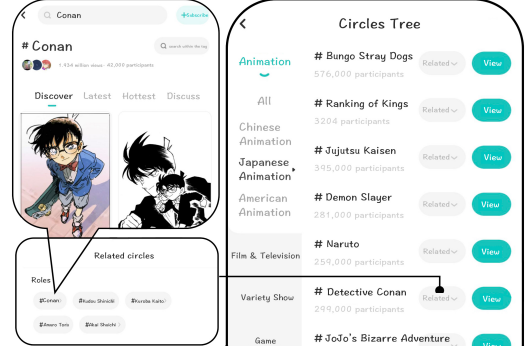 Conan
+Subscribe
# Conan
search within the tag
1.934 million views · 42,000 participants
Discover Latest Hottest Discuss
Related circles
Roles
#Conan〉 #Kudou Shinichi #Kuroba Kaito〉
#Amuro Toru #Akai Shuichi 〉
Circles Tree
Animation
All
Chinese
Animation
Japanese
Animation
American
Animation
Film & Television
Variety Show
Game
# Bungo Stray Dogs
576,000 participants
Related
View
# Ranking of Kings
3204 participants
Related
View
# Jujutsu Kaisen
395,000 participants
Related
View
# Demon Slayer
281,000 participants
Related
View
# Naruto
259,000 participants
Related
View
# Detective Conan
299,000 participants
Related
View
# JoJo's Bizarre Adventure
View